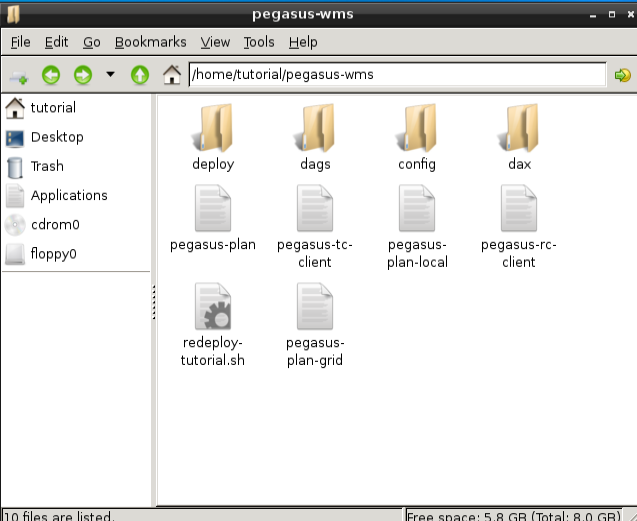 pegasus-wms
File Edit Go Bookmarks View Tools Help
/home/tutorial/pegasus-wms
tutorial
Desktop
Trash
Applications
cdrom0
floppy0
deploy dags config dax
pegasus-plan pegasus-tc- pegasus- pegasus-rc-
client plan-local client
redeploy- pegasus-
tutorial.sh plan-grid
10 files are listed. Free space: 5.8 GB (Total: 8.0 GB)